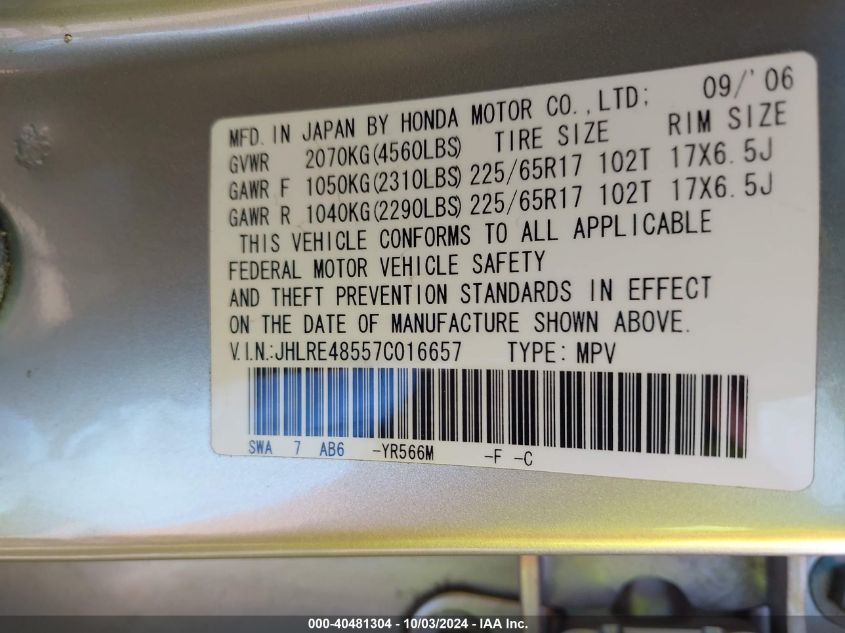 09/'06
MFD. IN JAPAN BY HONDA MOTOR CO.,LTD;
GVWR 2070KG(4560LBS) TIRE SIZE RIM SIZE
GAWR F 1050KG(2310LBS) 225/65R17 102T 17X6.5J
GAWR R 1040KG(2290LBS) 225/65R17 102T 17X6.5J
THIS VEHICLE CONFORMS TO ALL APPLICABLE
FEDERAL MOTOR VEHICLE SAFETY
AND THEFT PREVENTION STANDARDS IN EFFECT
ON THE DATE OF MANUFACTURE SHOWN ABOVE.
V.I.N.:JHLRE48557C016657 TYPE: MPV
SWA 7 AB6 -YR566M -F -C
000-40481304 - 10/03/2024 - IAA Inc.